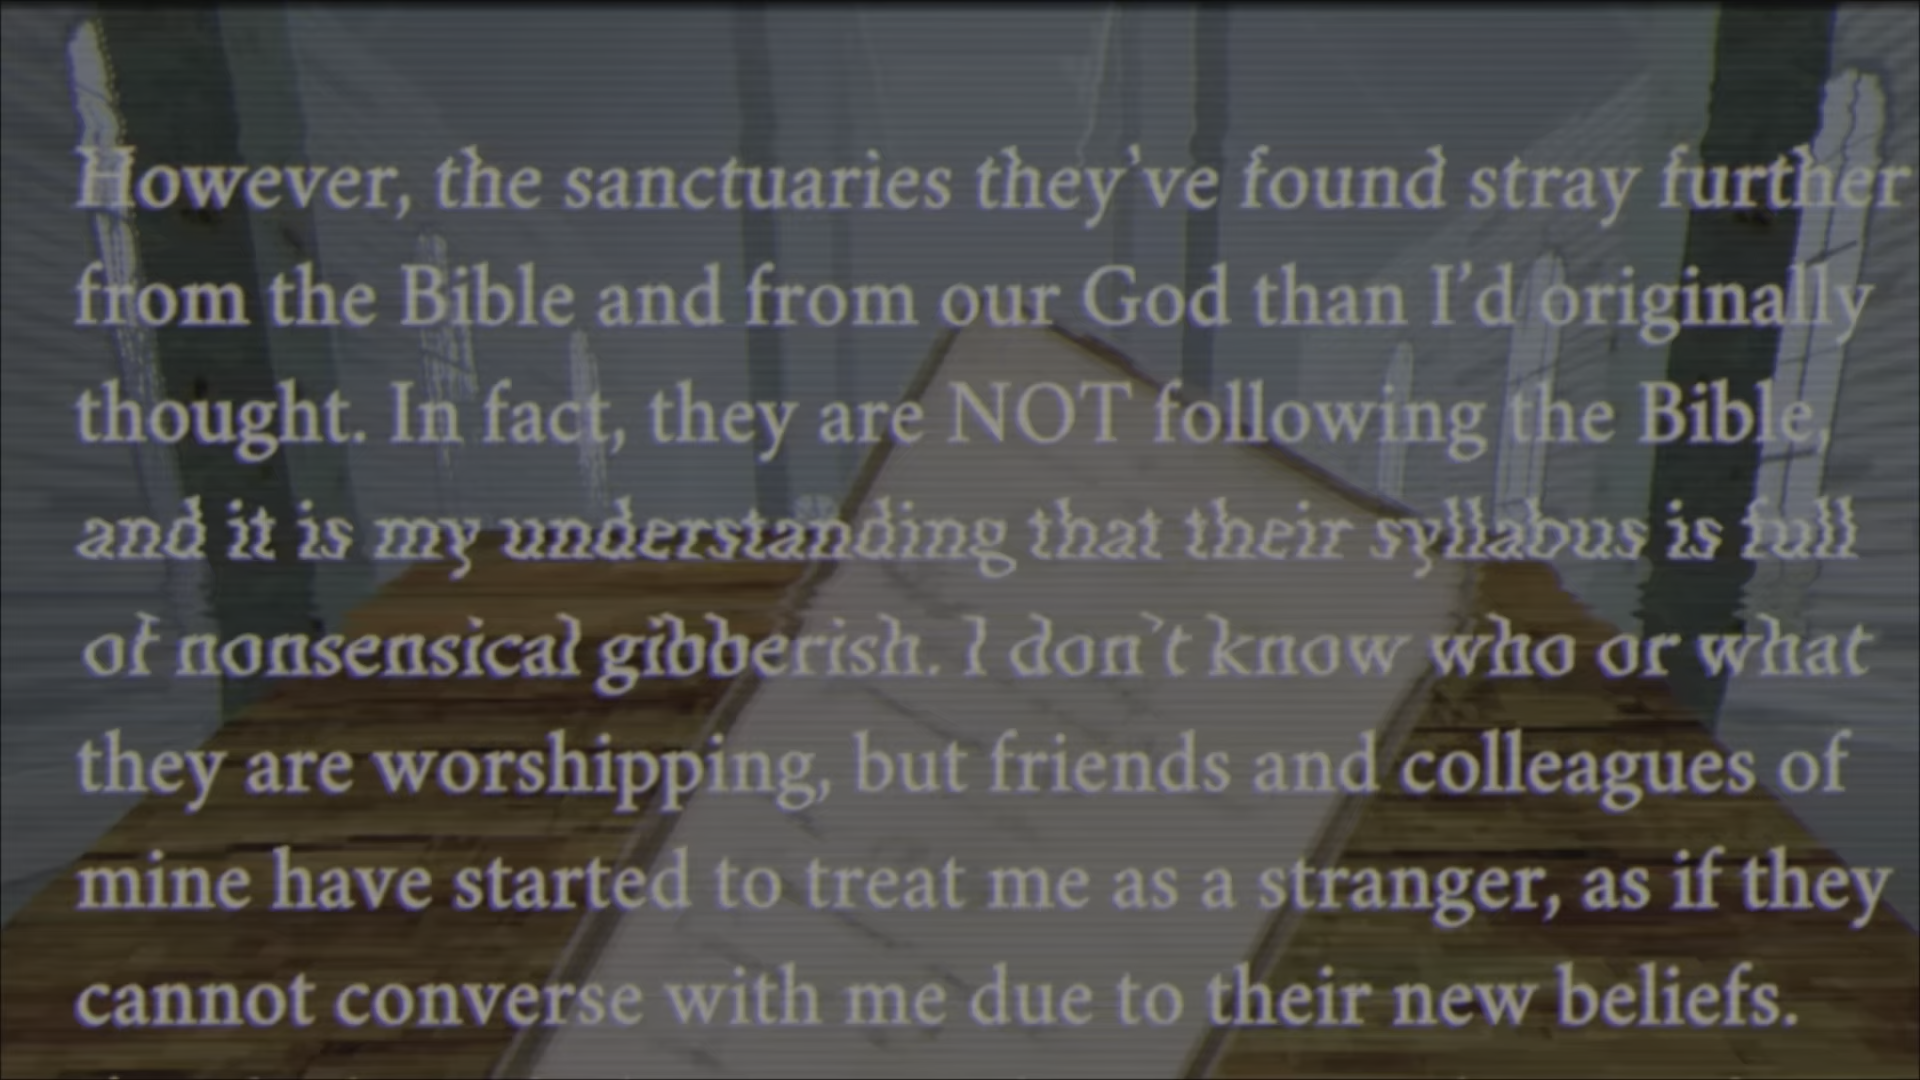 However, the sanctuaries they've found stray further
from the Bible and from our God than I'd originally
thought. In fact, they are NOT following the Bible,
and it is my understanding that their syllabus is full
of nonsensical gibberish. I don't know who or what
they are worshipping, but friends and colleagues of
mine have started to treat me as a stranger, as if they
cannot converse with me due to their new beliefs.